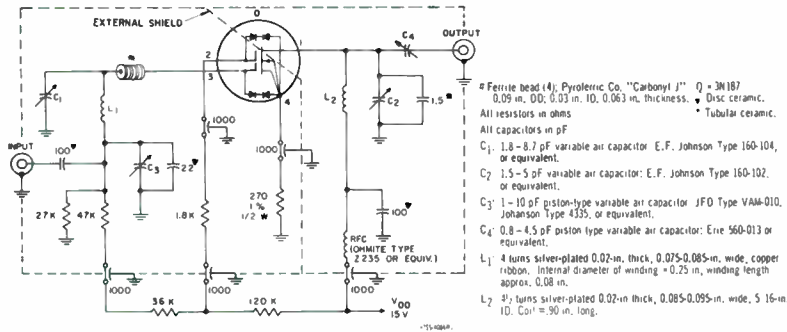 EXTERNAL SHIELD
Q
C4
OUTPUT
2
3
4
C1
L1
INPUT
100▼
C3
22▼
27K
47K
1000
1.8K
1000
270
1%
1/2 W
L2
C2
1.5*
100▼
RFC
(OHMITE TYPE
Z235 OR EQUIV.)
1000
1000
1000
36K
120K
VDD
15V
# Ferrite bead (4); Pyroferric Co. "Carbonyl J"
0.09 in. OD; 0.03 in. ID. 0.063 in. thickness.
Q = 3N187
▼ Disc ceramic.
* Tubular ceramic.
All resistors in ohms
All capacitors in pF
C1: 1.8 - 8.7 pF variable air capacitor: E.F. Johnson Type 160-104,
or equivalent.
C2: 1.5 - 5 pF variable air capacitor: E.F. Johnson Type 160-102,
or equivalent.
C3: 1 - 10 pF piston-type variable air capacitor: JFD Type VAM-010,
Johanson Type 4335, or equivalent.
C4: 0.8 - 4.5 pF piston type variable air capacitor: Erie 560-013 or
equivalent.
L1: 4 turns silver-plated 0.02-in. thick, 0.075-0.085-in. wide, copper
ribbon. Internal diameter of winding = 0.25 in, winding length
approx. 0.08 in.
L2: 4½ turns silver-plated 0.02-in thick, 0.085-0.095-in. wide, 5/16-in.
ID. Coil = .90 in. long.